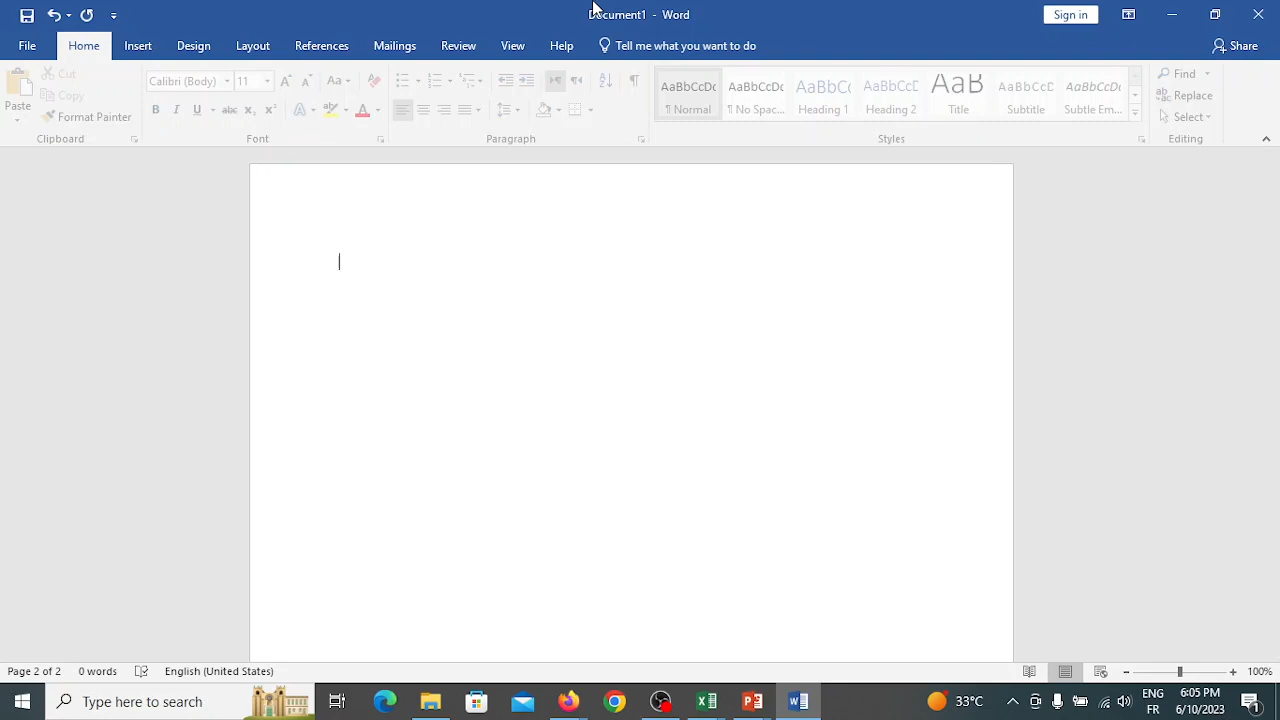 Document1 - Word
Sign in
File Home Insert Design Layout References Mailings Review View Help Tell me what you want to do Share
Paste
Cut
Copy
Format Painter
Clipboard
Calibri (Body) 11
Font
Paragraph
AaBbCcDc AaBbCcDc AaBbC( AaBbCcD AaB AaBbCcD AaBbCcDc
¶ Normal ¶ No Spac... Heading 1 Heading 2 Title Subtitle Subtle Em...
Styles
Find
Replace
Select
Editing
Page 2 of 2 0 words English (United States) 100%
Type here to search
33°C
ENG
FR
6:05 PM
6/10/2023
1